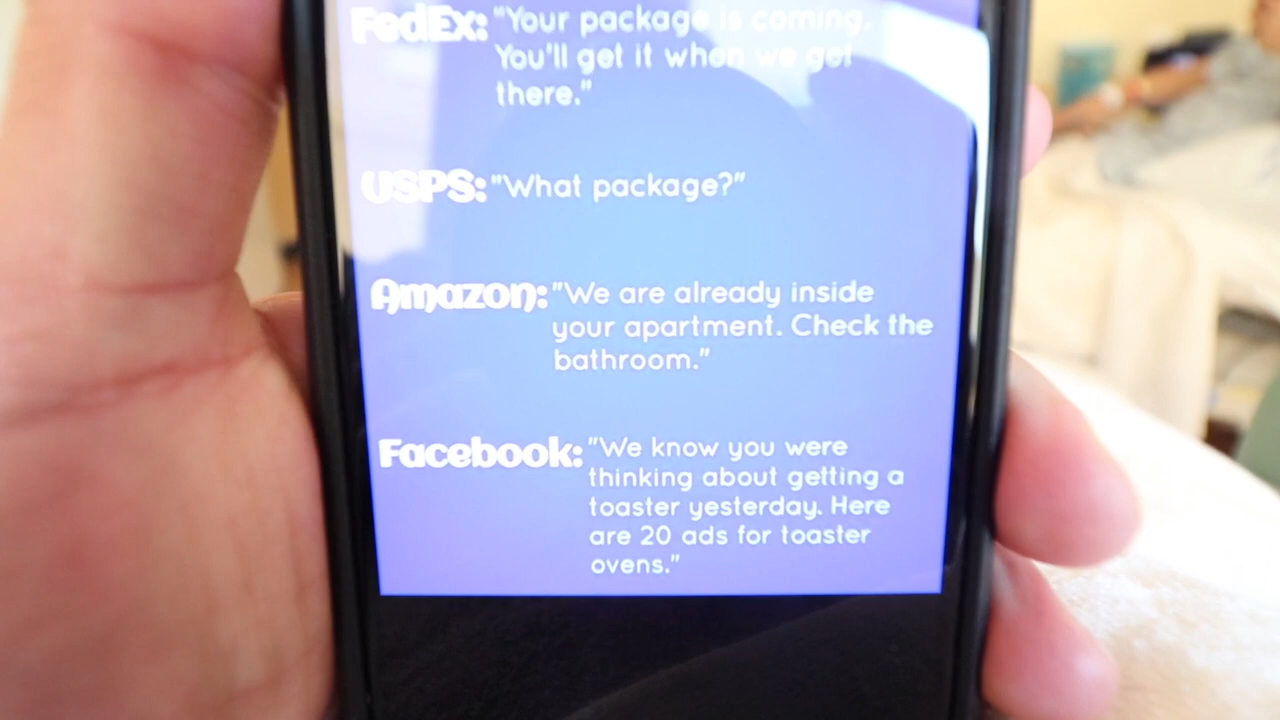 FedEx: "Your package is coming.
You'll get it when we get
there."
USPS: "What package?"
Amazon: "We are already inside
your apartment. Check the
bathroom."
Facebook: "We know you were
thinking about getting a
toaster yesterday. Here
are 20 ads for toaster
ovens."